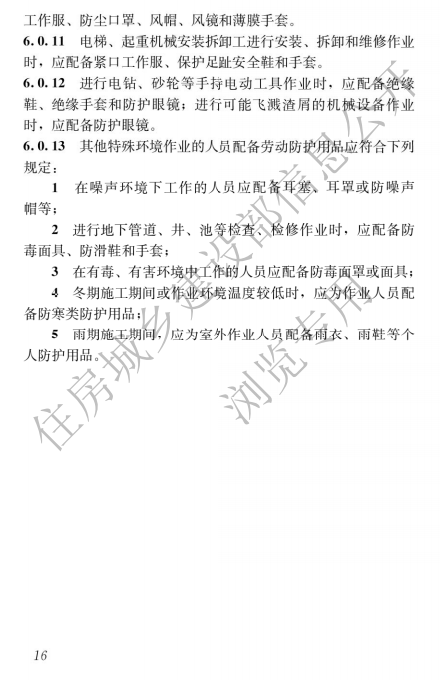 工作服、防尘口罩、风帽、风镜和薄膜手套。
6.0.11 电梯、起重机械安装拆卸工进行安装、拆卸和维修作业
时，应配备紧口工作服、保护足趾安全鞋和手套。
6.0.12 进行电钻、砂轮等手持电动工具作业时，应配备绝缘
鞋、绝缘手套和防护眼镜；进行可能飞溅渣屑的机械设备作业
时，应配备防护眼镜。
6.0.13 其他特殊环境作业的人员配备劳动防护用品应符合下列
规定：
1 在噪声环境下工作的人员应配备耳塞、耳罩或防噪声
帽等；
2 进行地下管道、井、池等检查、检修作业时，应配备防
毒面具、防滑鞋和手套；
3 在有毒、有害环境中工作的人员应配备防毒面罩或面具；
4 冬期施工期间或作业环境温度较低时，应为作业人员配
备防寒类防护用品；
5 雨期施工期间，应为室外作业人员配备雨衣、雨鞋等个
人防护用品。
住房城乡建设部信息公开
浏览专用
16